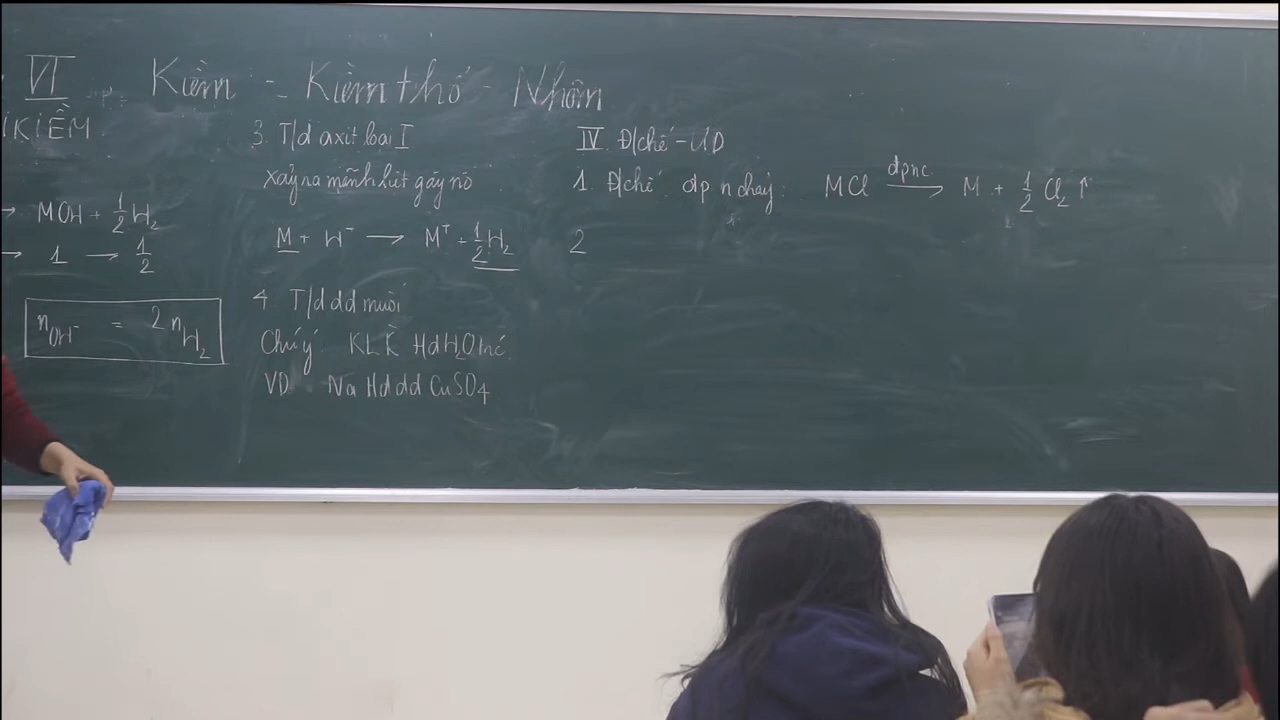 VI Kiềm - Kiềm thổ - Nhôm
KIỀM
→ MOH + 1/2 H₂
→ 1 → 1/2
nOH⁻ = 2nH₂
3. T/d axit loại I
xảy ra mãnh liệt gây nổ
M + H⁺ → M⁺ + 1/2 H₂
4 T/d dd muối
Chú ý: KLK
VD Na dd CuSO₄
IV. Đ/chế - ƯD
1. Đ/chế đp n chảy: MCl đpnc → M + 1/2 Cl₂ ↑
2